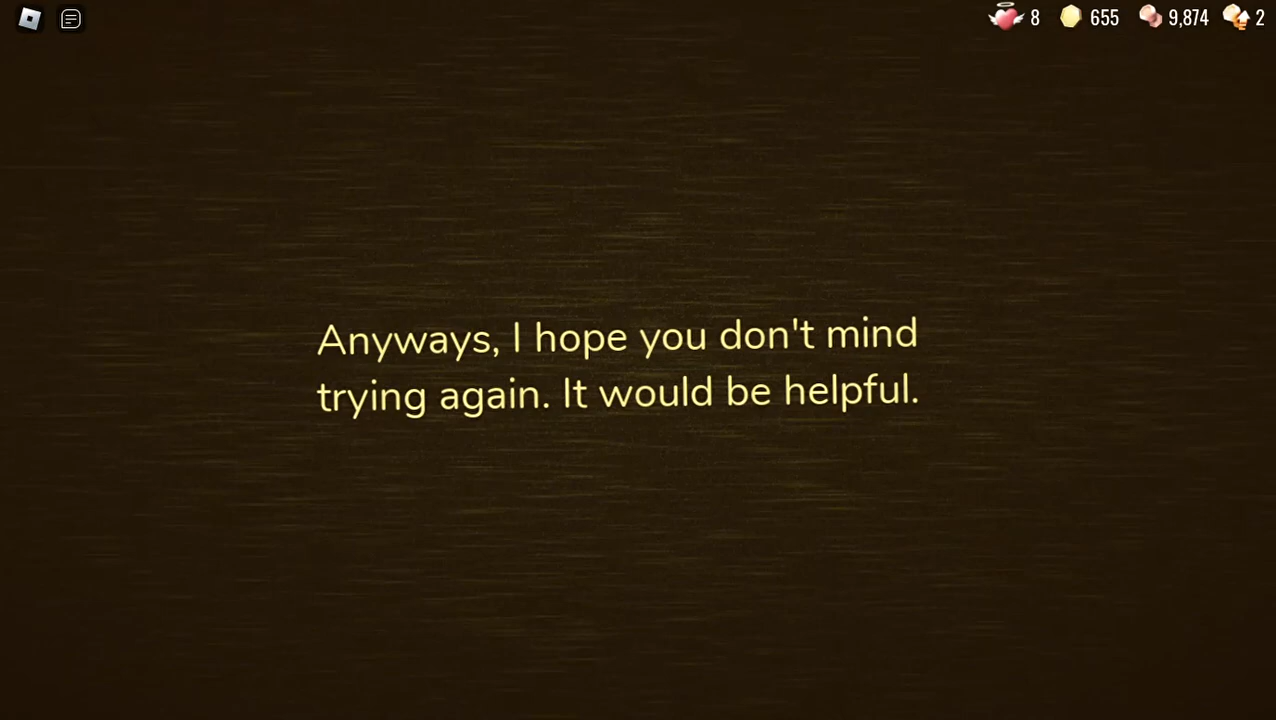 8 655 9,874 2
Anyways, I hope you don't mind
trying again. It would be helpful.